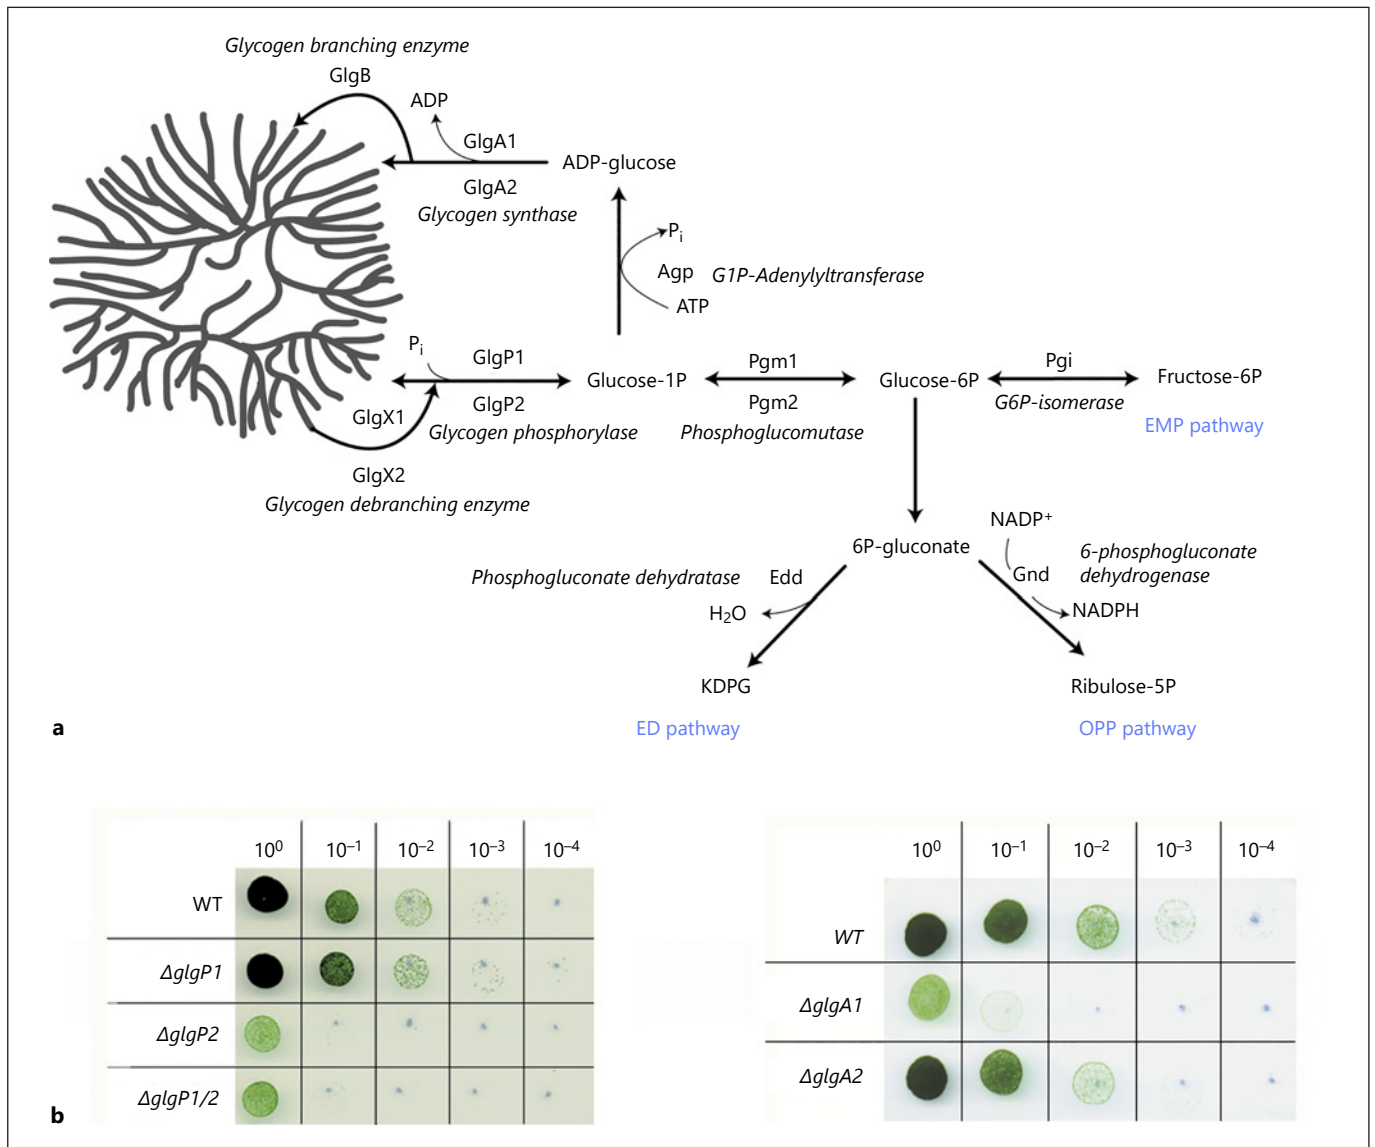 Glycogen branching enzyme
GlgB
ADP
GlgA1
ADP-glucose
GlgA2
Glycogen synthase
Pi
Agp
G1P-Adenylyltransferase
ATP
Pi
GlgP1
Glucose-1P
Pgm1
Glucose-6P
Pgi
Fructose-6P
GlgP2
Pgm2
G6P-isomerase
GlgX1
Glycogen phosphorylase
Phosphoglucomutase
EMP pathway
GlgX2
Glycogen debranching enzyme
NADP+
6P-gluconate
6-phosphogluconate
dehydrogenase
Phosphogluconate dehydratase
Edd
Gnd
H2O
NADPH
KDPG
Ribulose-5P
a
ED pathway
OPP pathway
10⁰ 10⁻¹ 10⁻² 10⁻³ 10⁻⁴
WT
ΔglgP1
ΔglgP2
ΔglgP1/2
10⁰ 10⁻¹ 10⁻² 10⁻³ 10⁻⁴
WT
ΔglgA1
ΔglgA2
b